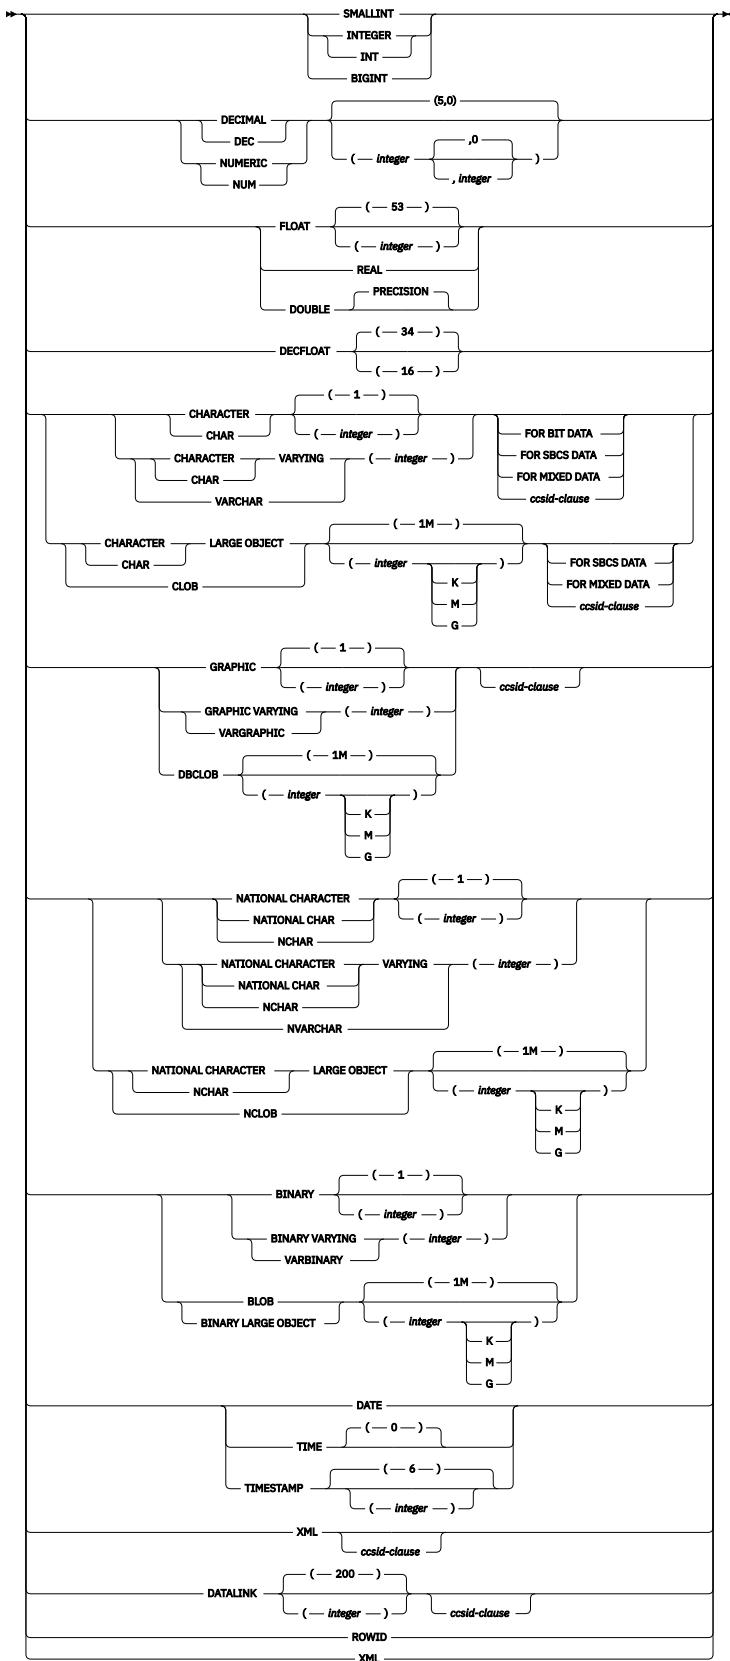 SMALLINT
INTEGER
INT
BIGINT
(5,0)
DECIMAL
DEC
,0
NUMERIC ( integer )
NUM , integer
( 53 )
FLOAT
( integer )
REAL
PRECISION
DOUBLE
( 34 )
DECFLOAT
( 16 )
( 1 )
CHARACTER
CHAR ( integer ) FOR BIT DATA
CHARACTER VARYING ( integer ) FOR SBCS DATA
CHAR FOR MIXED DATA
VARCHAR ccsid-clause
( 1M )
CHARACTER LARGE OBJECT
CHAR ( integer ) FOR SBCS DATA
CLOB K FOR MIXED DATA
M ccsid-clause
G
( 1 )
GRAPHIC
( integer ) ccsid-clause
GRAPHIC VARYING ( integer )
VARGRAPHIC
( 1M )
DBCLOB
( integer )
K
M
G
( 1 )
NATIONAL CHARACTER
NATIONAL CHAR ( integer )
NCHAR
NATIONAL CHARACTER VARYING ( integer )
NATIONAL CHAR
NCHAR
NVARCHAR
( 1M )
NATIONAL CHARACTER LARGE OBJECT
NCHAR ( integer )
NCLOB K
M
G
( 1 )
BINARY
( integer )
BINARY VARYING ( integer )
VARBINARY
( 1M )
BLOB
BINARY LARGE OBJECT ( integer )
K
M
G
DATE
( 0 )
TIME
( 6 )
TIMESTAMP
( integer )
XML
ccsid-clause
( 200 )
DATALINK
( integer ) ccsid-clause
ROWID
XML